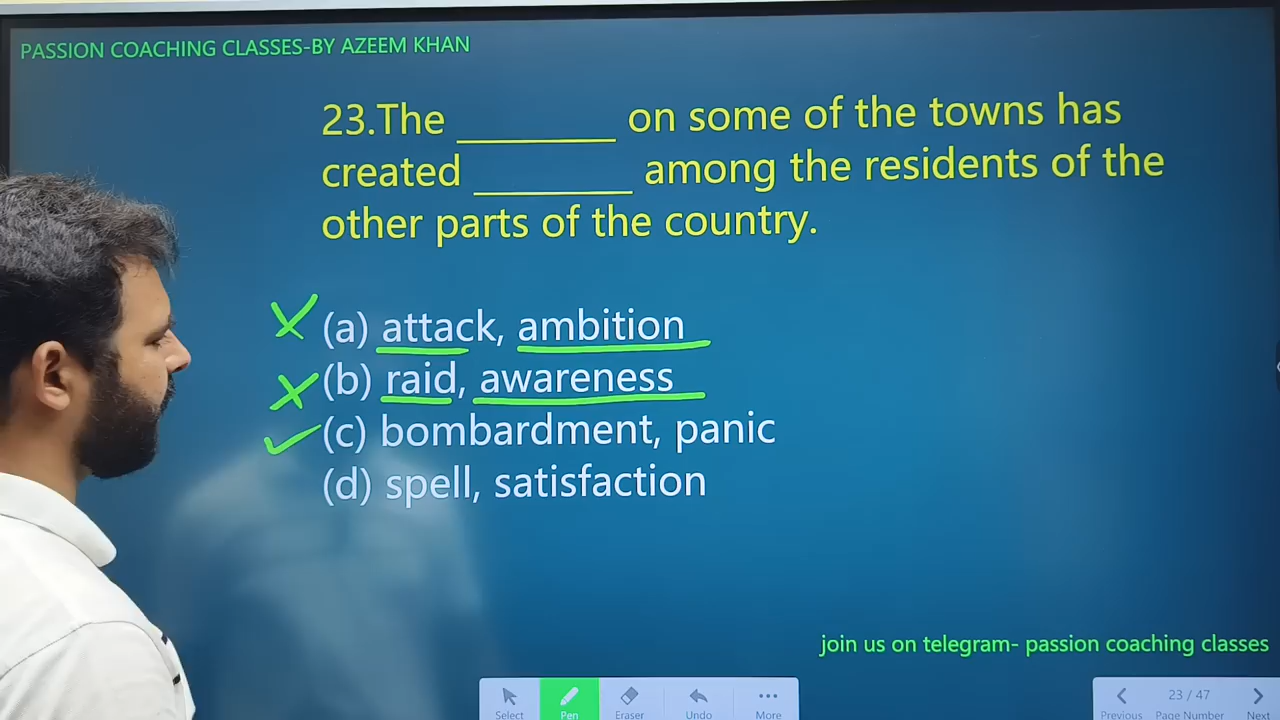 PASSION COACHING CLASSES-BY AZEEM KHAN
23.The ________ on some of the towns has
created ________ among the residents of the
other parts of the country.
(a) attack, ambition
(b) raid, awareness
(c) bombardment, panic
(d) spell, satisfaction
join us on telegram- passion coaching classes
Select Pen Eraser Undo More
23 / 47
Previous Page Number Next